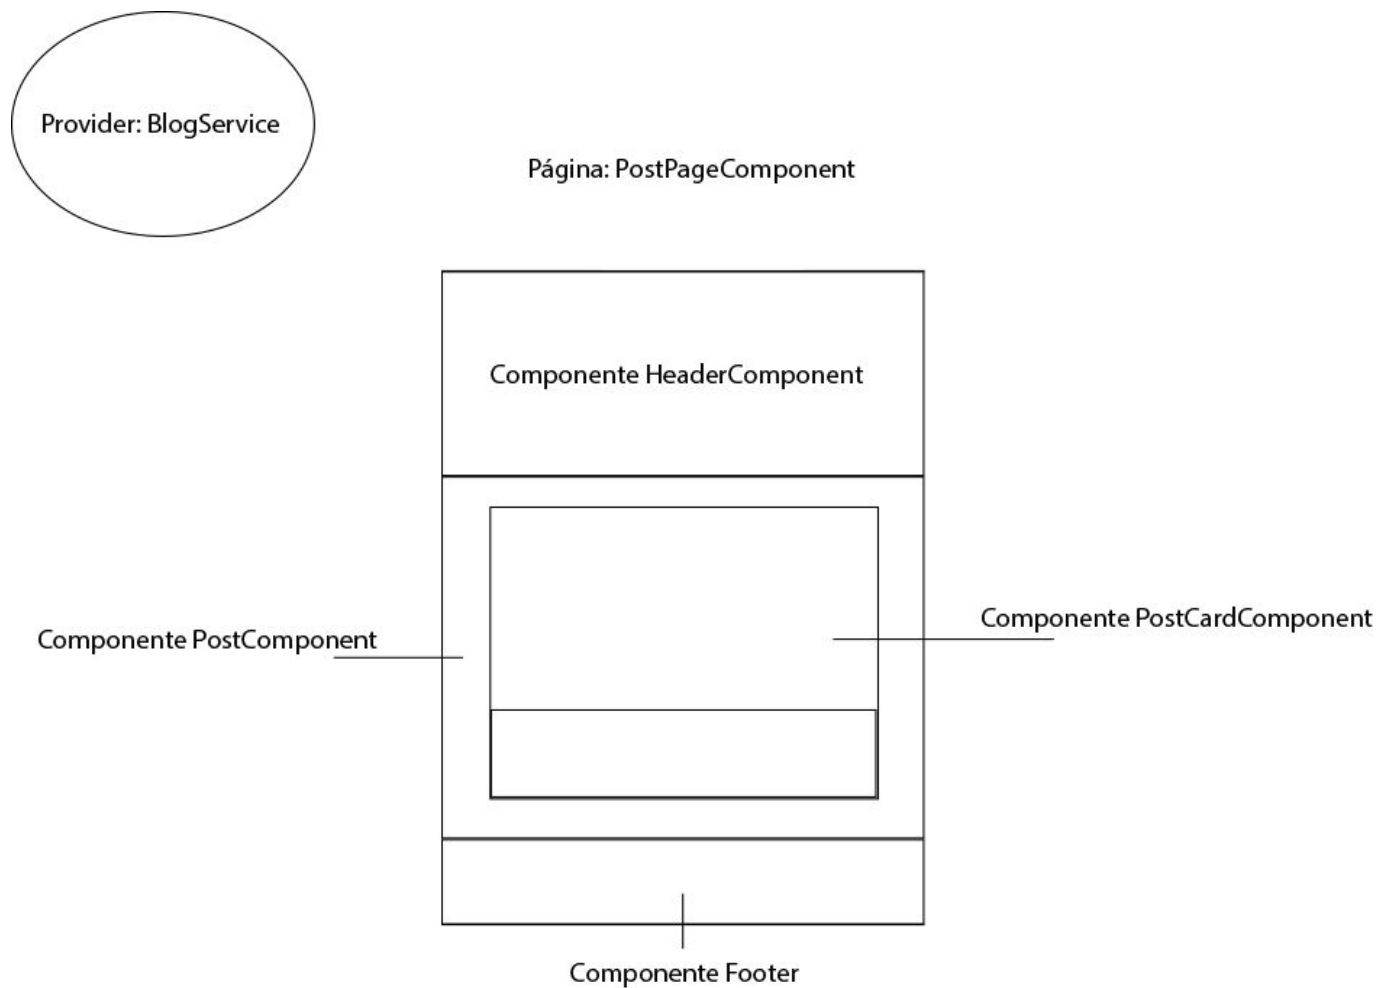 Provider: BlogService
Página: PostPageComponent
Componente HeaderComponent
Componente PostCardComponent
Componente PostComponent
Componente Footer